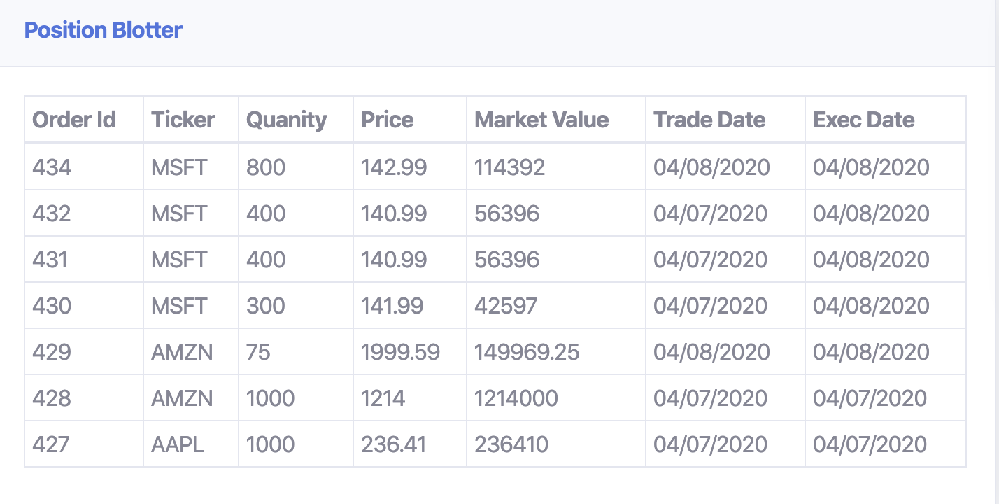 Position Blotter
Order Id Ticker Quanity Price Market Value Trade Date Exec Date
434 MSFT 800 142.99 114392 04/08/2020 04/08/2020
432 MSFT 400 140.99 56396 04/07/2020 04/08/2020
431 MSFT 400 140.99 56396 04/07/2020 04/08/2020
430 MSFT 300 141.99 42597 04/07/2020 04/08/2020
429 AMZN 75 1999.59 149969.25 04/08/2020 04/08/2020
428 AMZN 1000 1214 1214000 04/07/2020 04/07/2020
427 AAPL 1000 236.41 236410 04/07/2020 04/07/2020